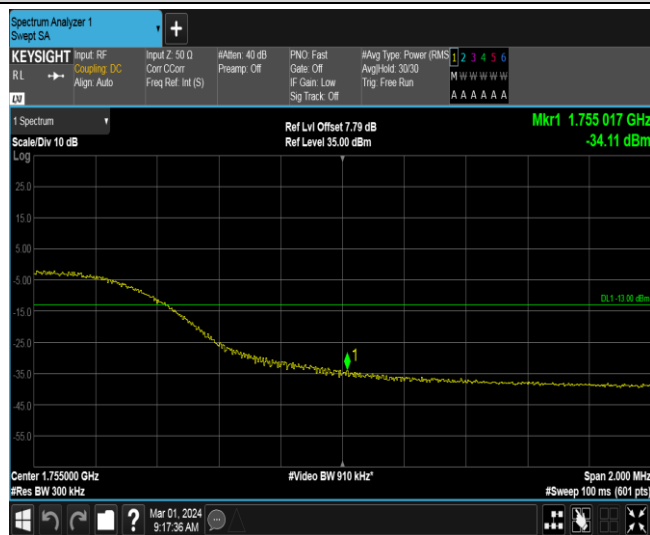 Spectrum Analyzer 1
Swept SA
+
KEYSIGHT
RL
Input: RF
Coupling: DC
Align: Auto
Input Z: 50 Ω
Corr CCorr
Freq Ref: Int (S)
#Atten: 40 dB
Preamp: Off
PNO: Fast
Gate: Off
IF Gain: Low
Sig Track: Off
#Avg Type: Power (RMS
Avg|Hold: 30/30
Trig: Free Run
1 2 3 4 5 6
M W W W W W
A A A A A A
LXI
1 Spectrum
Scale/Div 10 dB
Ref Lvl Offset 7.79 dB
Ref Level 35.00 dBm
Mkr1 1.755 017 GHz
-34.11 dBm
Log
25.0
15.0
5.00
-5.00
DL1 -13.00 dBm
-15.0
-25.0
1
-35.0
-45.0
-55.0
Center 1.755000 GHz
#Video BW 910 kHz*
Span 2.000 MHz
#Res BW 300 kHz
#Sweep 100 ms (601 pts)
?
Mar 01, 2024
9:17:36 AM